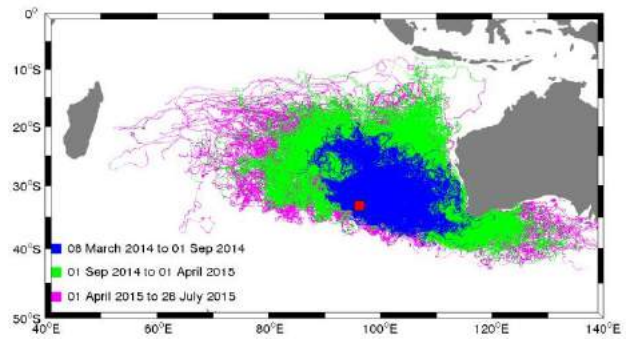 0°
10°S
20°S
30°S
40°S
50°S
08 March 2014 to 01 Sep 2014
01 Sep 2014 to 01 April 2015
01 April 2015 to 28 July 2015
40°E 60°E 80°E 100°E 120°E 139°E